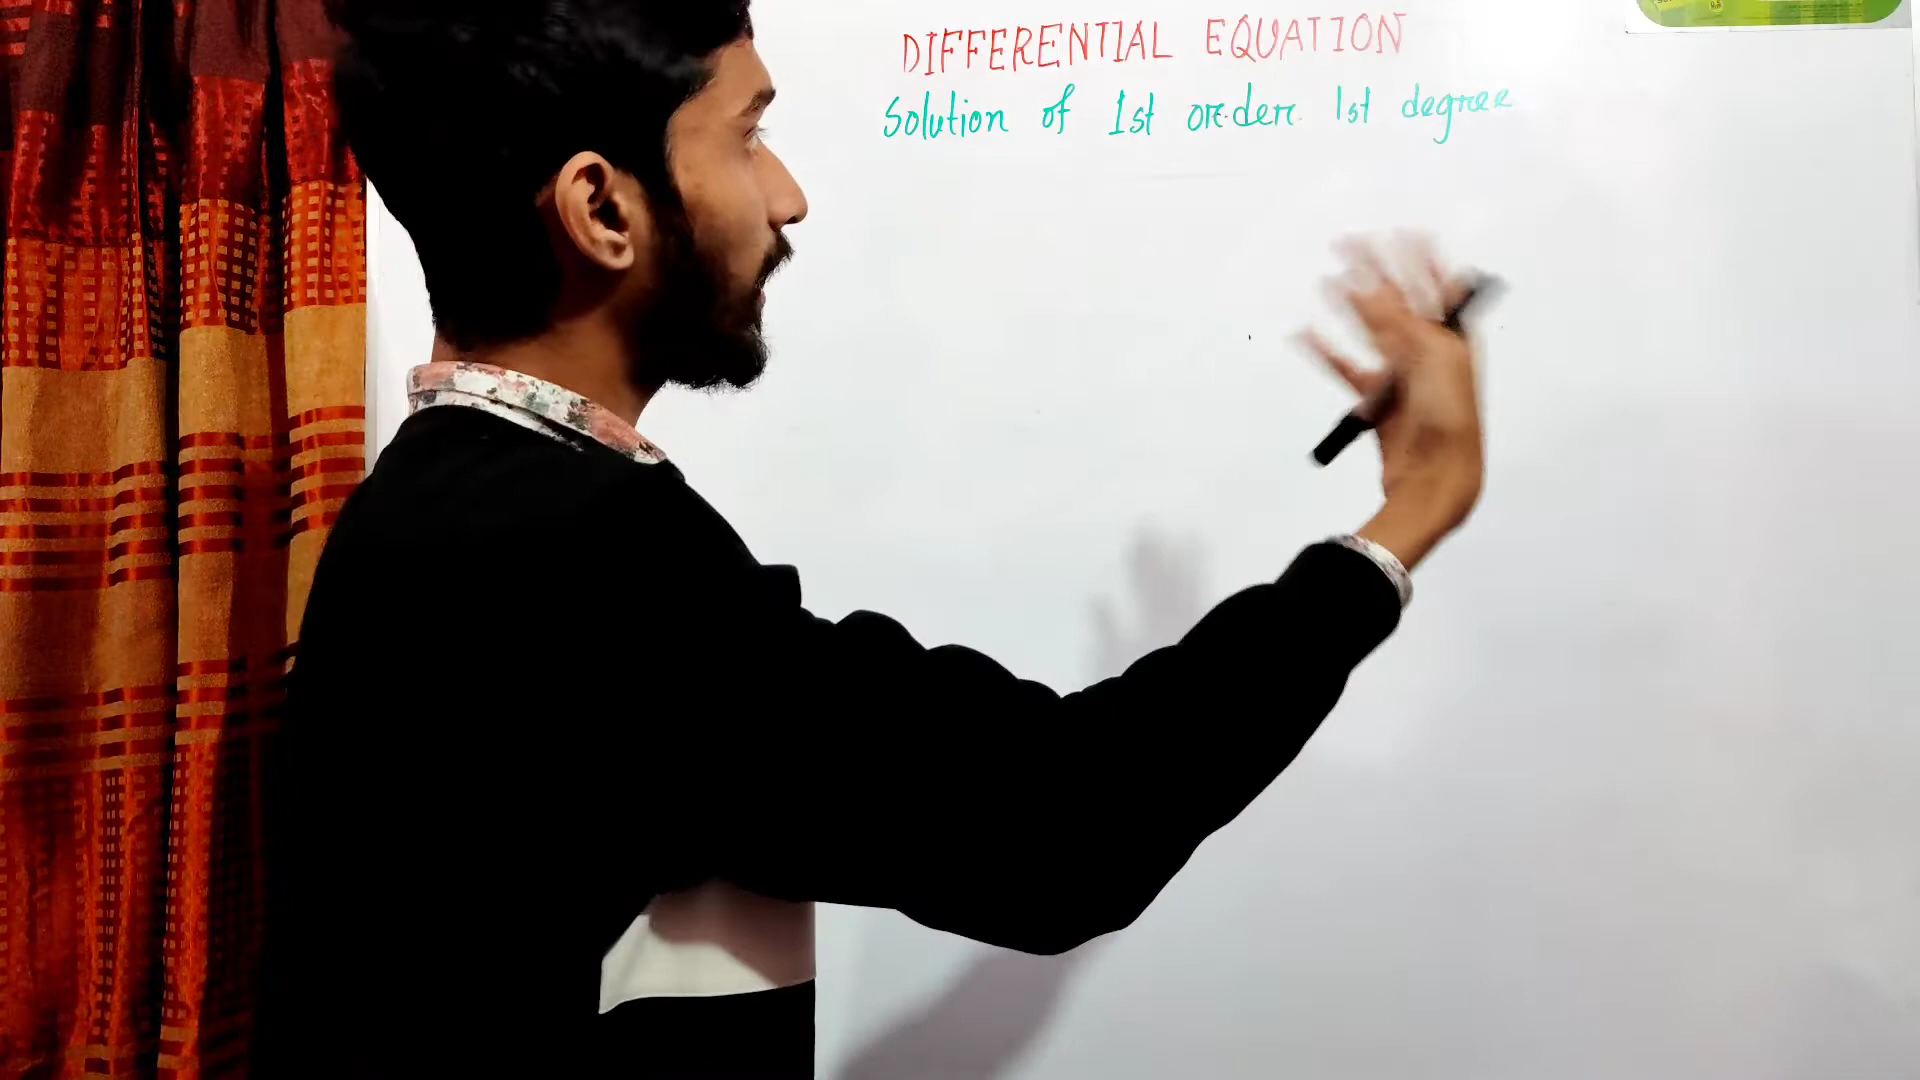 DIFFERENTIAL EQUATION
Solution of 1st order 1st degree